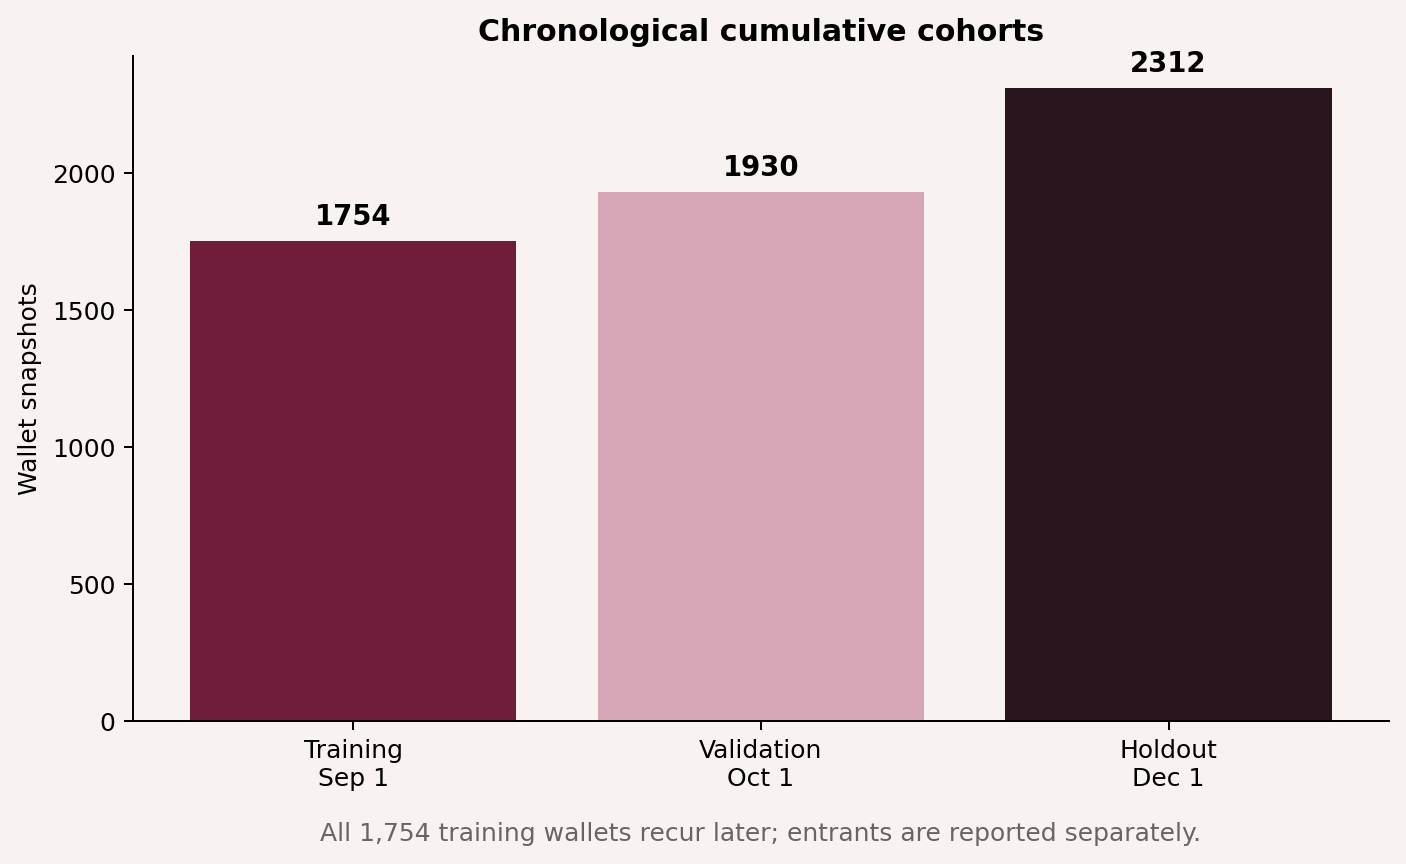 Chronological cumulative cohorts
2312
1930
1754
2000
1500
1000
500
0
Wallet snapshots
Training
Sep 1
Validation
Oct 1
Holdout
Dec 1
All 1,754 training wallets recur later; entrants are reported separately.